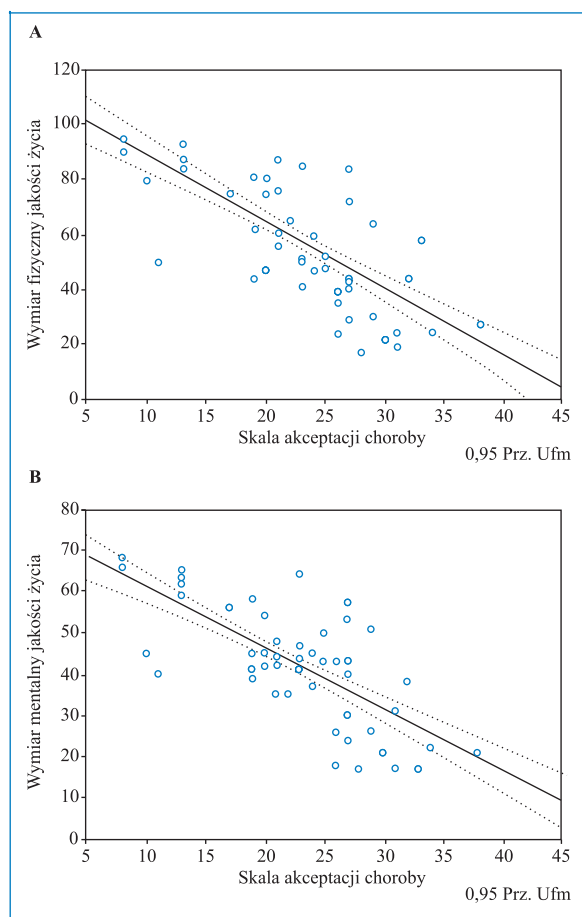 A
120
100
80
60
40
20
0
Wymiar fizyczny jakości życia
5 10 15 20 25 30 35 40 45
Skala akceptacji choroby
0,95 Prz. Ufm
B
80
70
60
50
40
30
20
10
0
Wymiar mentalny jakości życia
5 10 15 20 25 30 35 40 45
Skala akceptacji choroby
0,95 Prz. Ufm